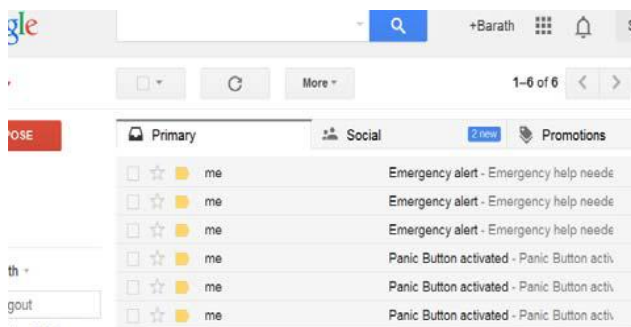 gle
+Barath
More
1–6 of 6
OSE
Primary
Social
2 new
Promotions
me Emergency alert - Emergency help neede
me Emergency alert - Emergency help neede
me Emergency alert - Emergency help neede
me Panic Button activated - Panic Button activ
th
me Panic Button activated - Panic Button activ
gout
me Panic Button activated - Panic Button activ